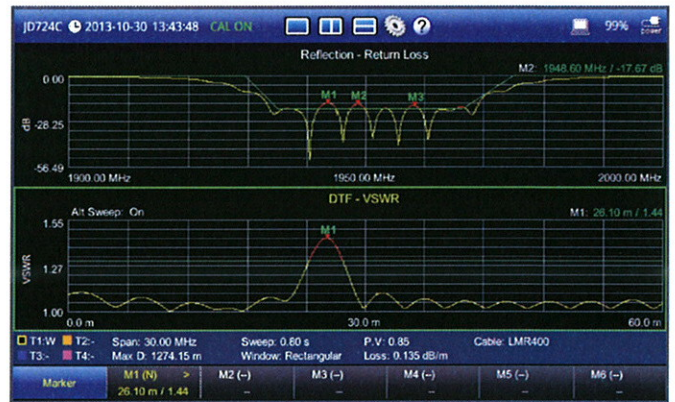 JD724C 2013-10-30 13:43:48 CAL ON 99%
Reflection - Return Loss
M2: 1948.60 MHz / -17.67 dB
0.00
M1 M2 M3
dB
-28.25
-56.49
1900.00 MHz 1950.00 MHz 2000.00 MHz
DTF - VSWR
Alt Sweep: On M1: 26.10 m / 1.44
1.55
M1
VSWR
1.27
1.00
0.0 m 30.0 m 60.0 m
T1:W T2:- Span: 30.00 MHz Sweep: 0.80 s P.V: 0.85 Cable: LMR400
T3:- T4:- Max D: 1274.15 m Window: Rectangular Loss: 0.135 dB/m
Marker M1 (N) > M2 (--) M3 (--) M4 (--) M5 (--) M6 (--)
26.10 m / 1.44 -- -- -- -- --